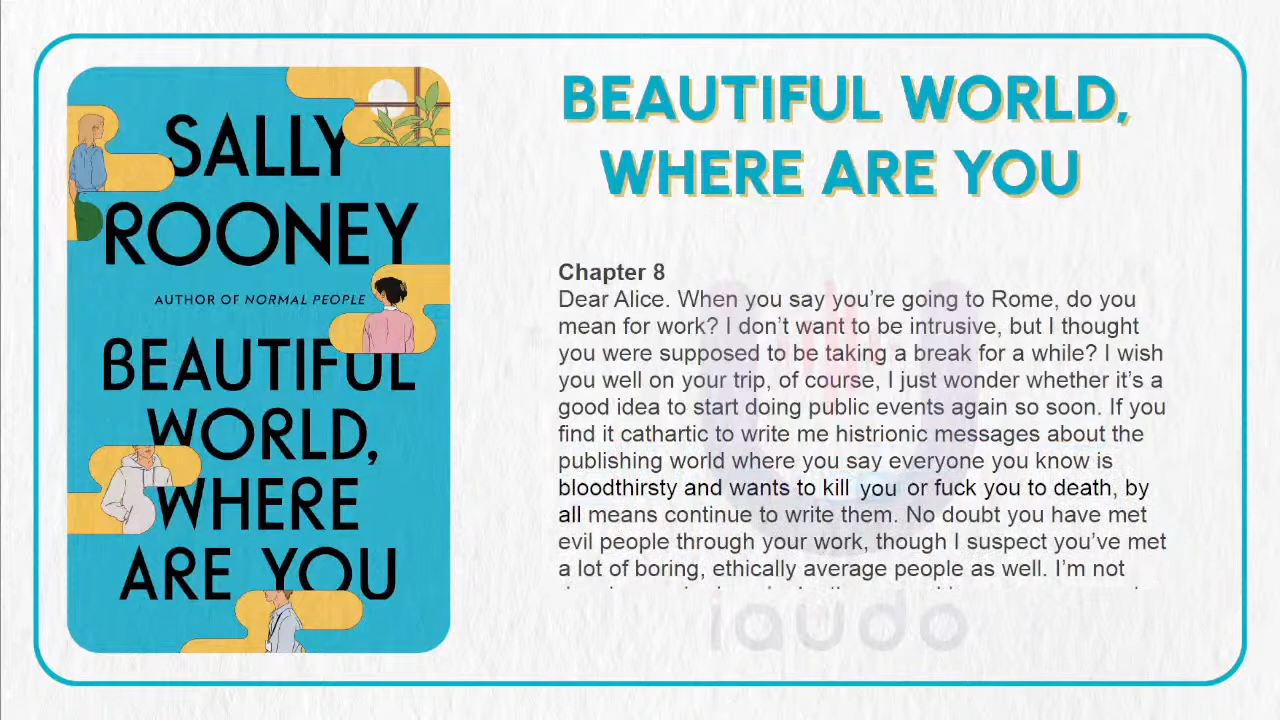 SALLY
ROONEY
AUTHOR OF NORMAL PEOPLE
BEAUTIFUL
WORLD,
WHERE
ARE YOU
BEAUTIFUL WORLD,
WHERE ARE YOU
Chapter 8
Dear Alice. When you say you’re going to Rome, do you
mean for work? I don’t want to be intrusive, but I thought
you were supposed to be taking a break for a while? I wish
you well on your trip, of course, I just wonder whether it’s a
good idea to start doing public events again so soon. If you
find it cathartic to write me histrionic messages about the
publishing world where you say everyone you know is
bloodthirsty and wants to kill you or fuck you to death, by
all means continue to write them. No doubt you have met
evil people through your work, though I suspect you’ve met
a lot of boring, ethically average people as well. I’m not
iaudo